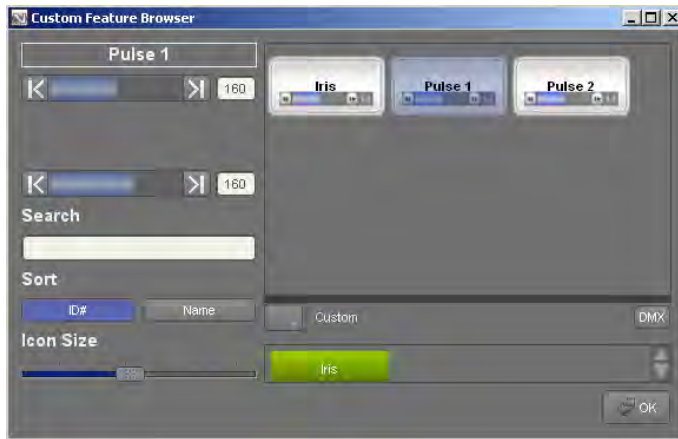 Custom Feature Browser
Pulse 1
160
160
Search
Sort
ID#
Name
Icon Size
Iris
Pulse 1
Pulse 2
Custom
DMX
Iris
OK